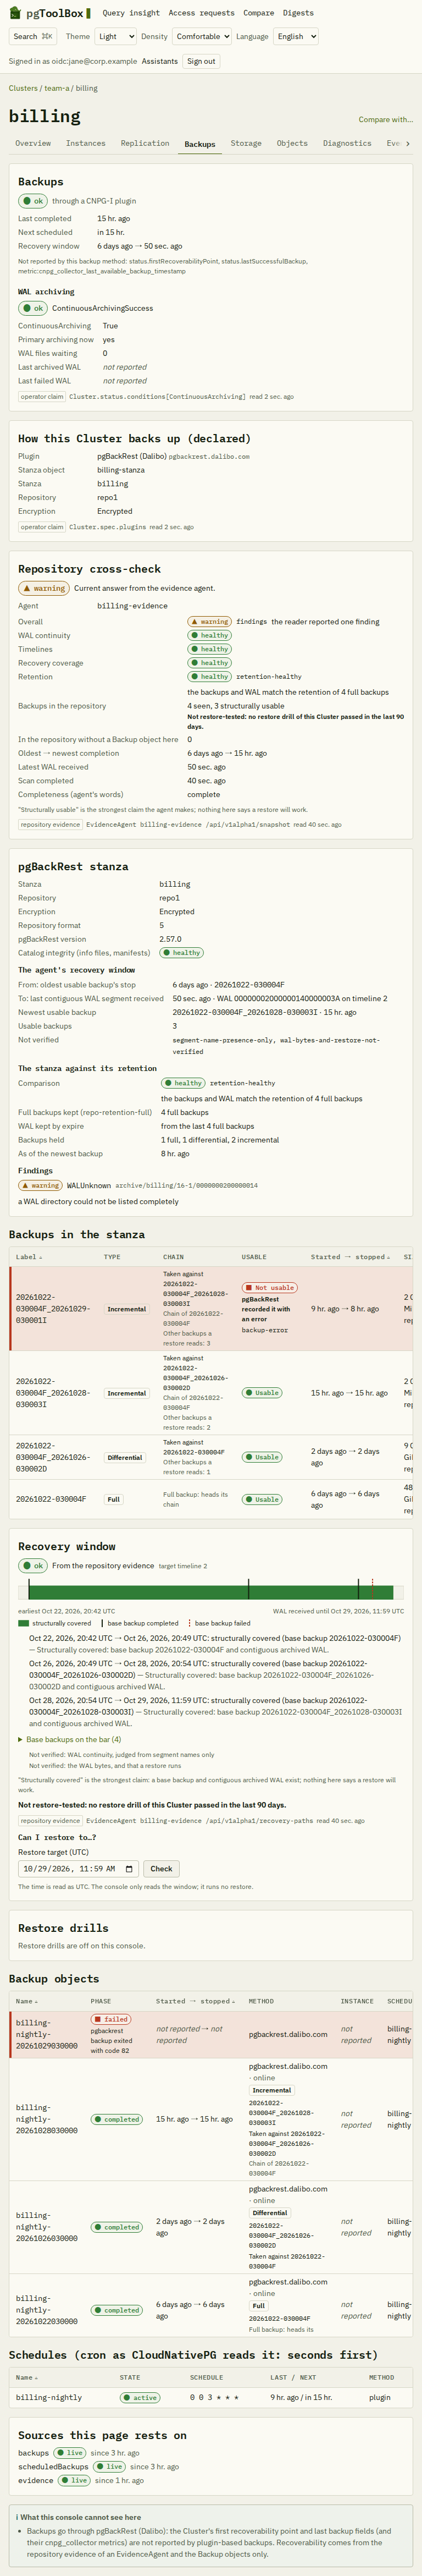 pgToolBox
Query insight Access requests Compare Digests
Search ⌘K Theme Light Density Comfortable Language English
Signed in as oidc:jane@corp.example Assistants Sign out
Clusters / team-a / billing
billing
Compare with…
Overview Instances Replication Backups Storage Objects Diagnostics Eve
Backups
ok through a CNPG-I plugin
Last completed 15 hr. ago
Next scheduled in 15 hr.
Recovery window 6 days ago → 50 sec. ago
Not reported by this backup method: status.firstRecoverabilityPoint, status.lastSuccessfulBackup,
metric:cnpg_collector_last_available_backup_timestamp
WAL archiving
ok ContinuousArchivingSuccess
ContinuousArchiving True
Primary archiving now yes
WAL files waiting 0
Last archived WAL not reported
Last failed WAL not reported
operator claim Cluster.status.conditions[ContinuousArchiving] read 2 sec. ago
How this Cluster backs up (declared)
Plugin pgBackRest (Dalibo) pgbackrest.dalibo.com
Stanza object billing-stanza
Stanza billing
Repository repo1
Encryption Encrypted
operator claim Cluster.spec.plugins read 2 sec. ago
Repository cross-check
warning Current answer from the evidence agent.
Agent billing-evidence
Overall warning findings the reader reported one finding
WAL continuity healthy
Timelines healthy
Recovery coverage healthy
Retention healthy retention-healthy
the backups and WAL match the retention of 4 full backups
Backups in the repository 4 seen, 3 structurally usable
Not restore-tested: no restore drill of this Cluster passed in the last 90
days.
In the repository without a Backup object here 0
Oldest → newest completion 6 days ago → 15 hr. ago
Latest WAL received 50 sec. ago
Scan completed 40 sec. ago
Completeness (agent's words) complete
"Structurally usable" is the strongest claim the agent makes; nothing here says a restore will work.
repository evidence EvidenceAgent billing-evidence /api/v1alpha1/snapshot read 40 sec. ago
pgBackRest stanza
Stanza billing
Repository repo1
Encryption Encrypted
Repository format 5
pgBackRest version 2.57.0
Catalog integrity (info files, manifests) healthy
The agent's recovery window
From: oldest usable backup's stop 6 days ago · 20261022-030004F
To: last contiguous WAL segment received 50 sec. ago · WAL 00000002000000140000003A on timeline 2
Newest usable backup 20261022-030004F_20261028-030003I · 15 hr. ago
Usable backups 3
Not verified segment-name-presence-only, wal-bytes-and-restore-not-
verified
The stanza against its retention
Comparison healthy retention-healthy
the backups and WAL match the retention of 4 full backups
Full backups kept (repo-retention-full) 4 full backups
WAL kept by expire from the last 4 full backups
Backups held 1 full, 1 differential, 2 incremental
As of the newest backup 8 hr. ago
Findings
warning WALUnknown archive/billing/16-1/0000000200000014
a WAL directory could not be listed completely
Backups in the stanza
Label TYPE CHAIN USABLE Started → stopped SI
20261022-
030004F_20261029-
030001I
Incremental
Taken against
20261022-
030004F_20261028-
030003I
Chain of 20261022-
030004F
Other backups a
restore reads: 3
Not usable
pgBackRest
recorded it with
an error
backup-error
9 hr. ago → 8 hr. ago
2
Mi
rep
20261022-
030004F_20261028-
030003I
Incremental
Taken against
20261022-
030004F_20261026-
030002D
Chain of 20261022-
030004F
Other backups a
restore reads: 2
Usable
15 hr. ago → 15 hr. ago
2
Mi
rep
20261022-
030004F_20261026-
030002D
Differential
Taken against
20261022-030004F
Other backups a
restore reads: 1
Usable
2 days ago → 2 days
ago
9
Gi
rep
20261022-030004F
Full
Full backup: heads its
chain
Usable
6 days ago → 6 days
ago
48
Gi
rep
Recovery window
ok From the repository evidence target timeline 2
earliest Oct 22, 2026, 20:42 UTC WAL received until Oct 29, 2026, 11:59 UTC
structurally covered base backup completed base backup failed
Oct 22, 2026, 20:42 UTC → Oct 26, 2026, 20:49 UTC: structurally covered (base backup 20261022-030004F)
— Structurally covered: base backup 20261022-030004F and contiguous archived WAL.
Oct 26, 2026, 20:49 UTC → Oct 28, 2026, 20:54 UTC: structurally covered (base backup 20261022-
030004F_20261026-030002D) — Structurally covered: base backup 20261022-030004F_20261026-
030002D and contiguous archived WAL.
Oct 28, 2026, 20:54 UTC → Oct 29, 2026, 11:59 UTC: structurally covered (base backup 20261022-
030004F_20261028-030003I) — Structurally covered: base backup 20261022-030004F_20261028-030003I
and contiguous archived WAL.
Base backups on the bar (4)
Not verified: WAL continuity, judged from segment names only
Not verified: the WAL bytes, and that a restore runs
"Structurally covered" is the strongest claim: a base backup and contiguous archived WAL exist; nothing here says a restore will
work.
Not restore-tested: no restore drill of this Cluster passed in the last 90 days.
repository evidence EvidenceAgent billing-evidence /api/v1alpha1/recovery-paths read 40 sec. ago
Can I restore to…?
Restore target (UTC)
10/29/2026, 11:59 AM Check
The time is read as UTC. The console only reads the window; it runs no restore.
Restore drills
Restore drills are off on this console.
Backup objects
Name PHASE Started → stopped METHOD INSTANCE SCHEDU
billing-
nightly-
20261029030000
failed
pgbackrest
backup exited
with code 82
not reported → not
reported
pgbackrest.dalibo.com
not
reported
billing-
nightly
billing-
nightly-
20261028030000
completed
15 hr. ago → 15 hr. ago
pgbackrest.dalibo.com
· online
Incremental
20261022-
030004F_20261028-
030003I
Taken against 20261022-
030004F_20261026-
030002D
Chain of 20261022-
030004F
not
reported
billing-
nightly
billing-
nightly-
20261026030000
completed
2 days ago → 2 days
ago
pgbackrest.dalibo.com
· online
Differential
20261022-
030004F_20261026-
030002D
Taken against 20261022-
030004F
not
reported
billing-
nightly
billing-
nightly-
20261022030000
completed
6 days ago → 6 days
ago
pgbackrest.dalibo.com
· online
Full
20261022-030004F
Full backup: heads its
not
reported
billing-
nightly
Schedules (cron as CloudNativePG reads it: seconds first)
Name STATE SCHEDULE LAST / NEXT METHOD
billing-nightly active 0 0 3 * * * 9 hr. ago / in 15 hr. plugin
Sources this page rests on
backups live since 3 hr. ago
scheduledBackups live since 3 hr. ago
evidence live since 1 hr. ago
What this console cannot see here
• Backups go through pgBackRest (Dalibo): the Cluster's first recoverability point and last backup fields (and
their cnpg_collector metrics) are not reported by plugin-based backups. Recoverability comes from the
repository evidence of an EvidenceAgent and the Backup objects only.